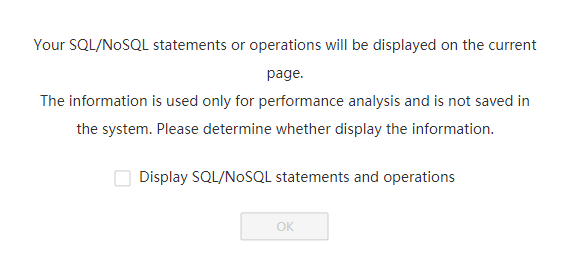 Your SQL/NoSQL statements or operations will be displayed on the current
page.
The information is used only for performance analysis and is not saved in
the system. Please determine whether display the information.
Display SQL/NoSQL statements and operations
OK